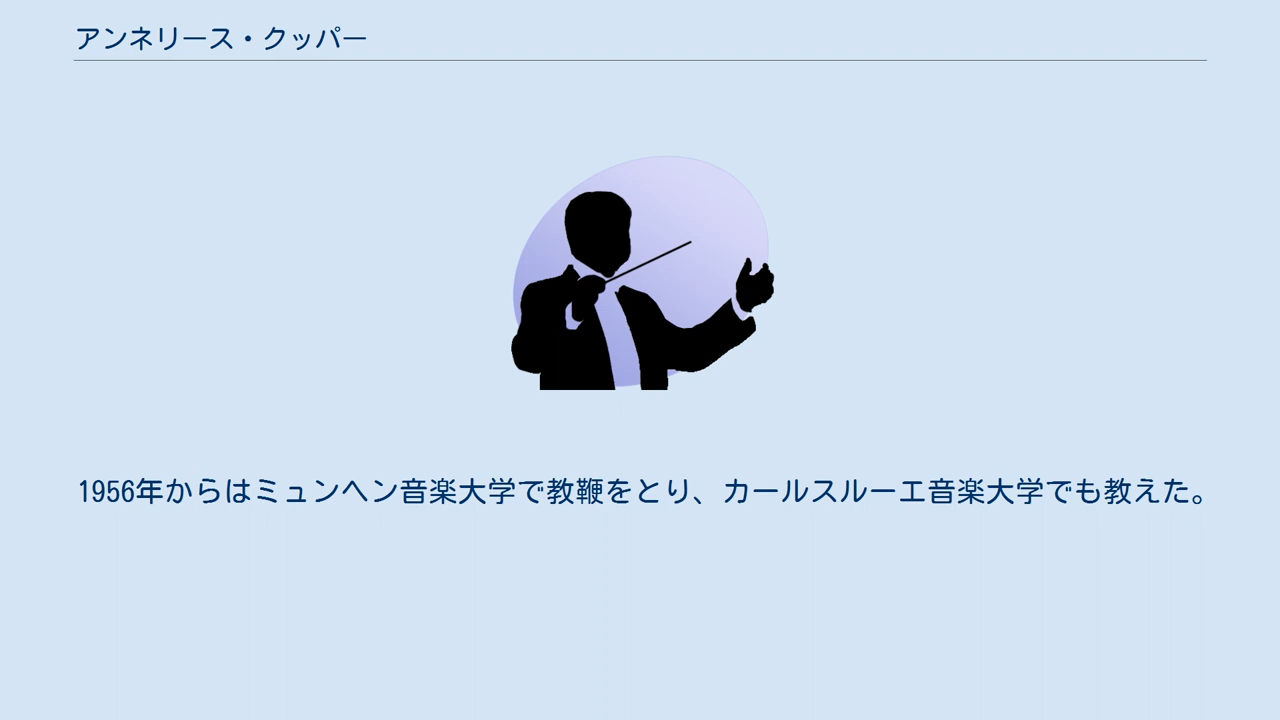 アンネリース・クッパー
1956年からはミュンヘン音楽大学で教鞭をとり、カールスルーエ音楽大学でも教えた。